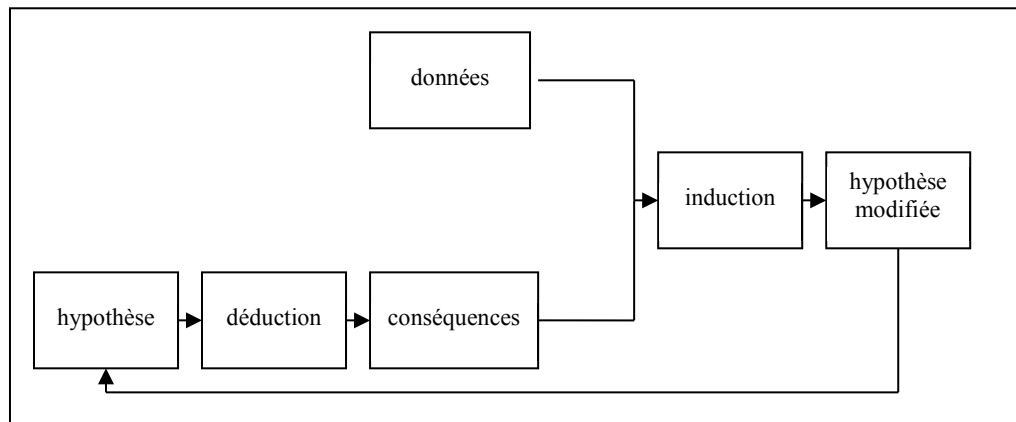 données
induction
hypothèse
modifiée
hypothèse
déduction
conséquences